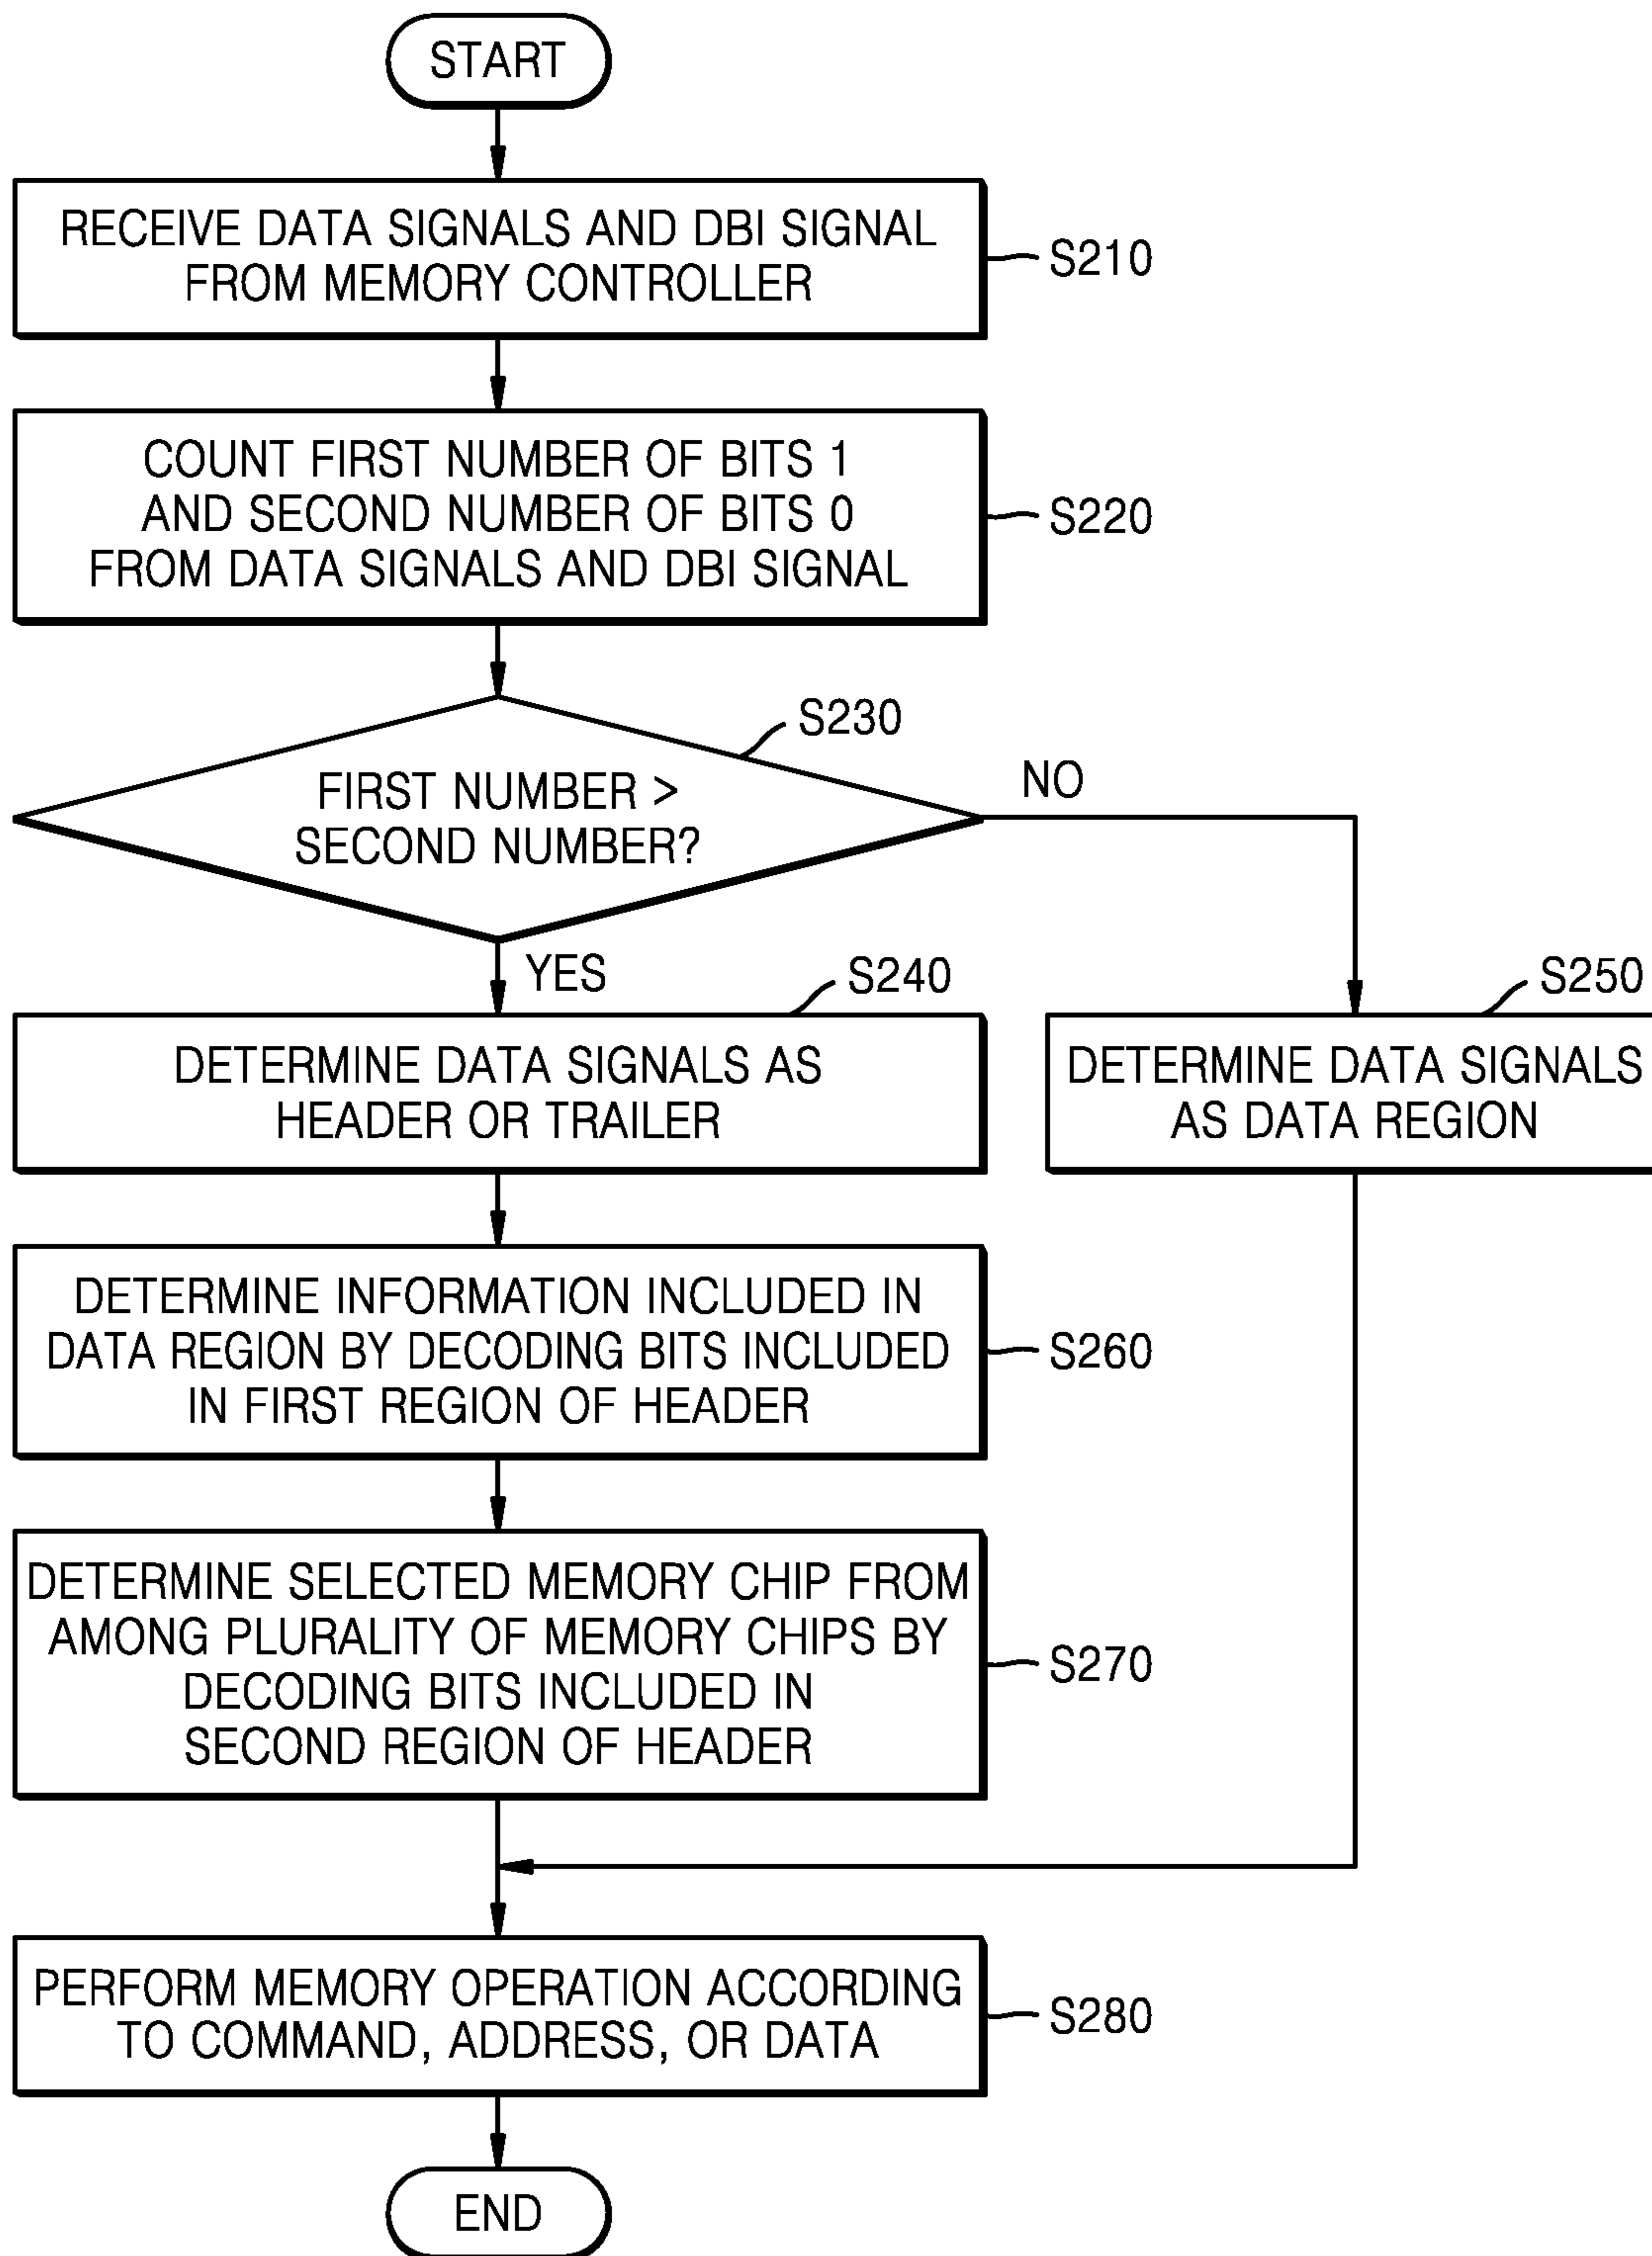 START
RECEIVE DATA SIGNALS AND DBI SIGNAL
FROM MEMORY CONTROLLER
S210
COUNT FIRST NUMBER OF BITS 1
AND SECOND NUMBER OF BITS 0
FROM DATA SIGNALS AND DBI SIGNAL
S220
S230
FIRST NUMBER >
SECOND NUMBER?
NO
YES
S240
DETERMINE DATA SIGNALS AS
HEADER OR TRAILER
S250
DETERMINE DATA SIGNALS
AS DATA REGION
DETERMINE INFORMATION INCLUDED IN
DATA REGION BY DECODING BITS INCLUDED
IN FIRST REGION OF HEADER
S260
DETERMINE SELECTED MEMORY CHIP FROM
AMONG PLURALITY OF MEMORY CHIPS BY
DECODING BITS INCLUDED IN
SECOND REGION OF HEADER
S270
PERFORM MEMORY OPERATION ACCORDING
TO COMMAND, ADDRESS, OR DATA
S280
END